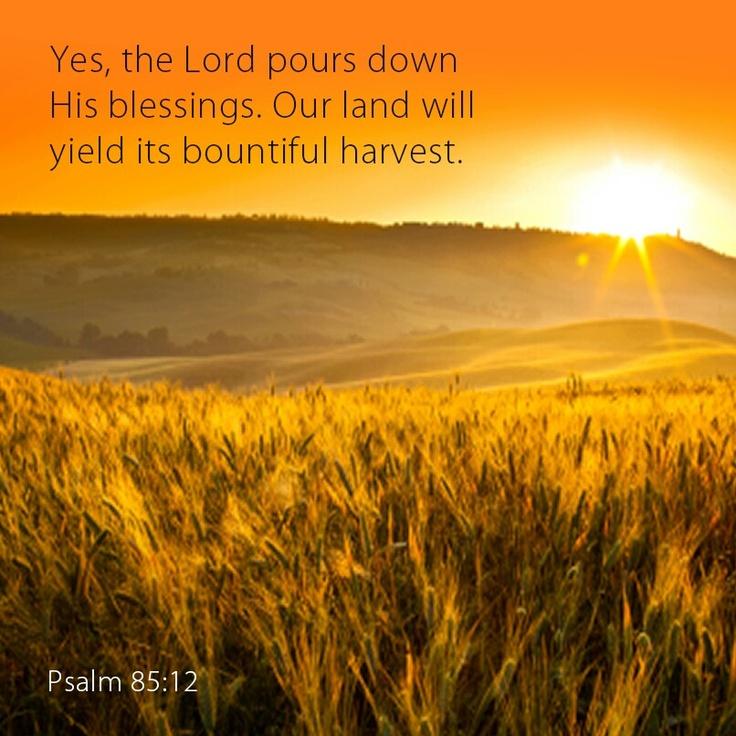 Yes, the Lord pours down
His blessings. Our land will
yield its bountiful harvest.
Psalm 85:12